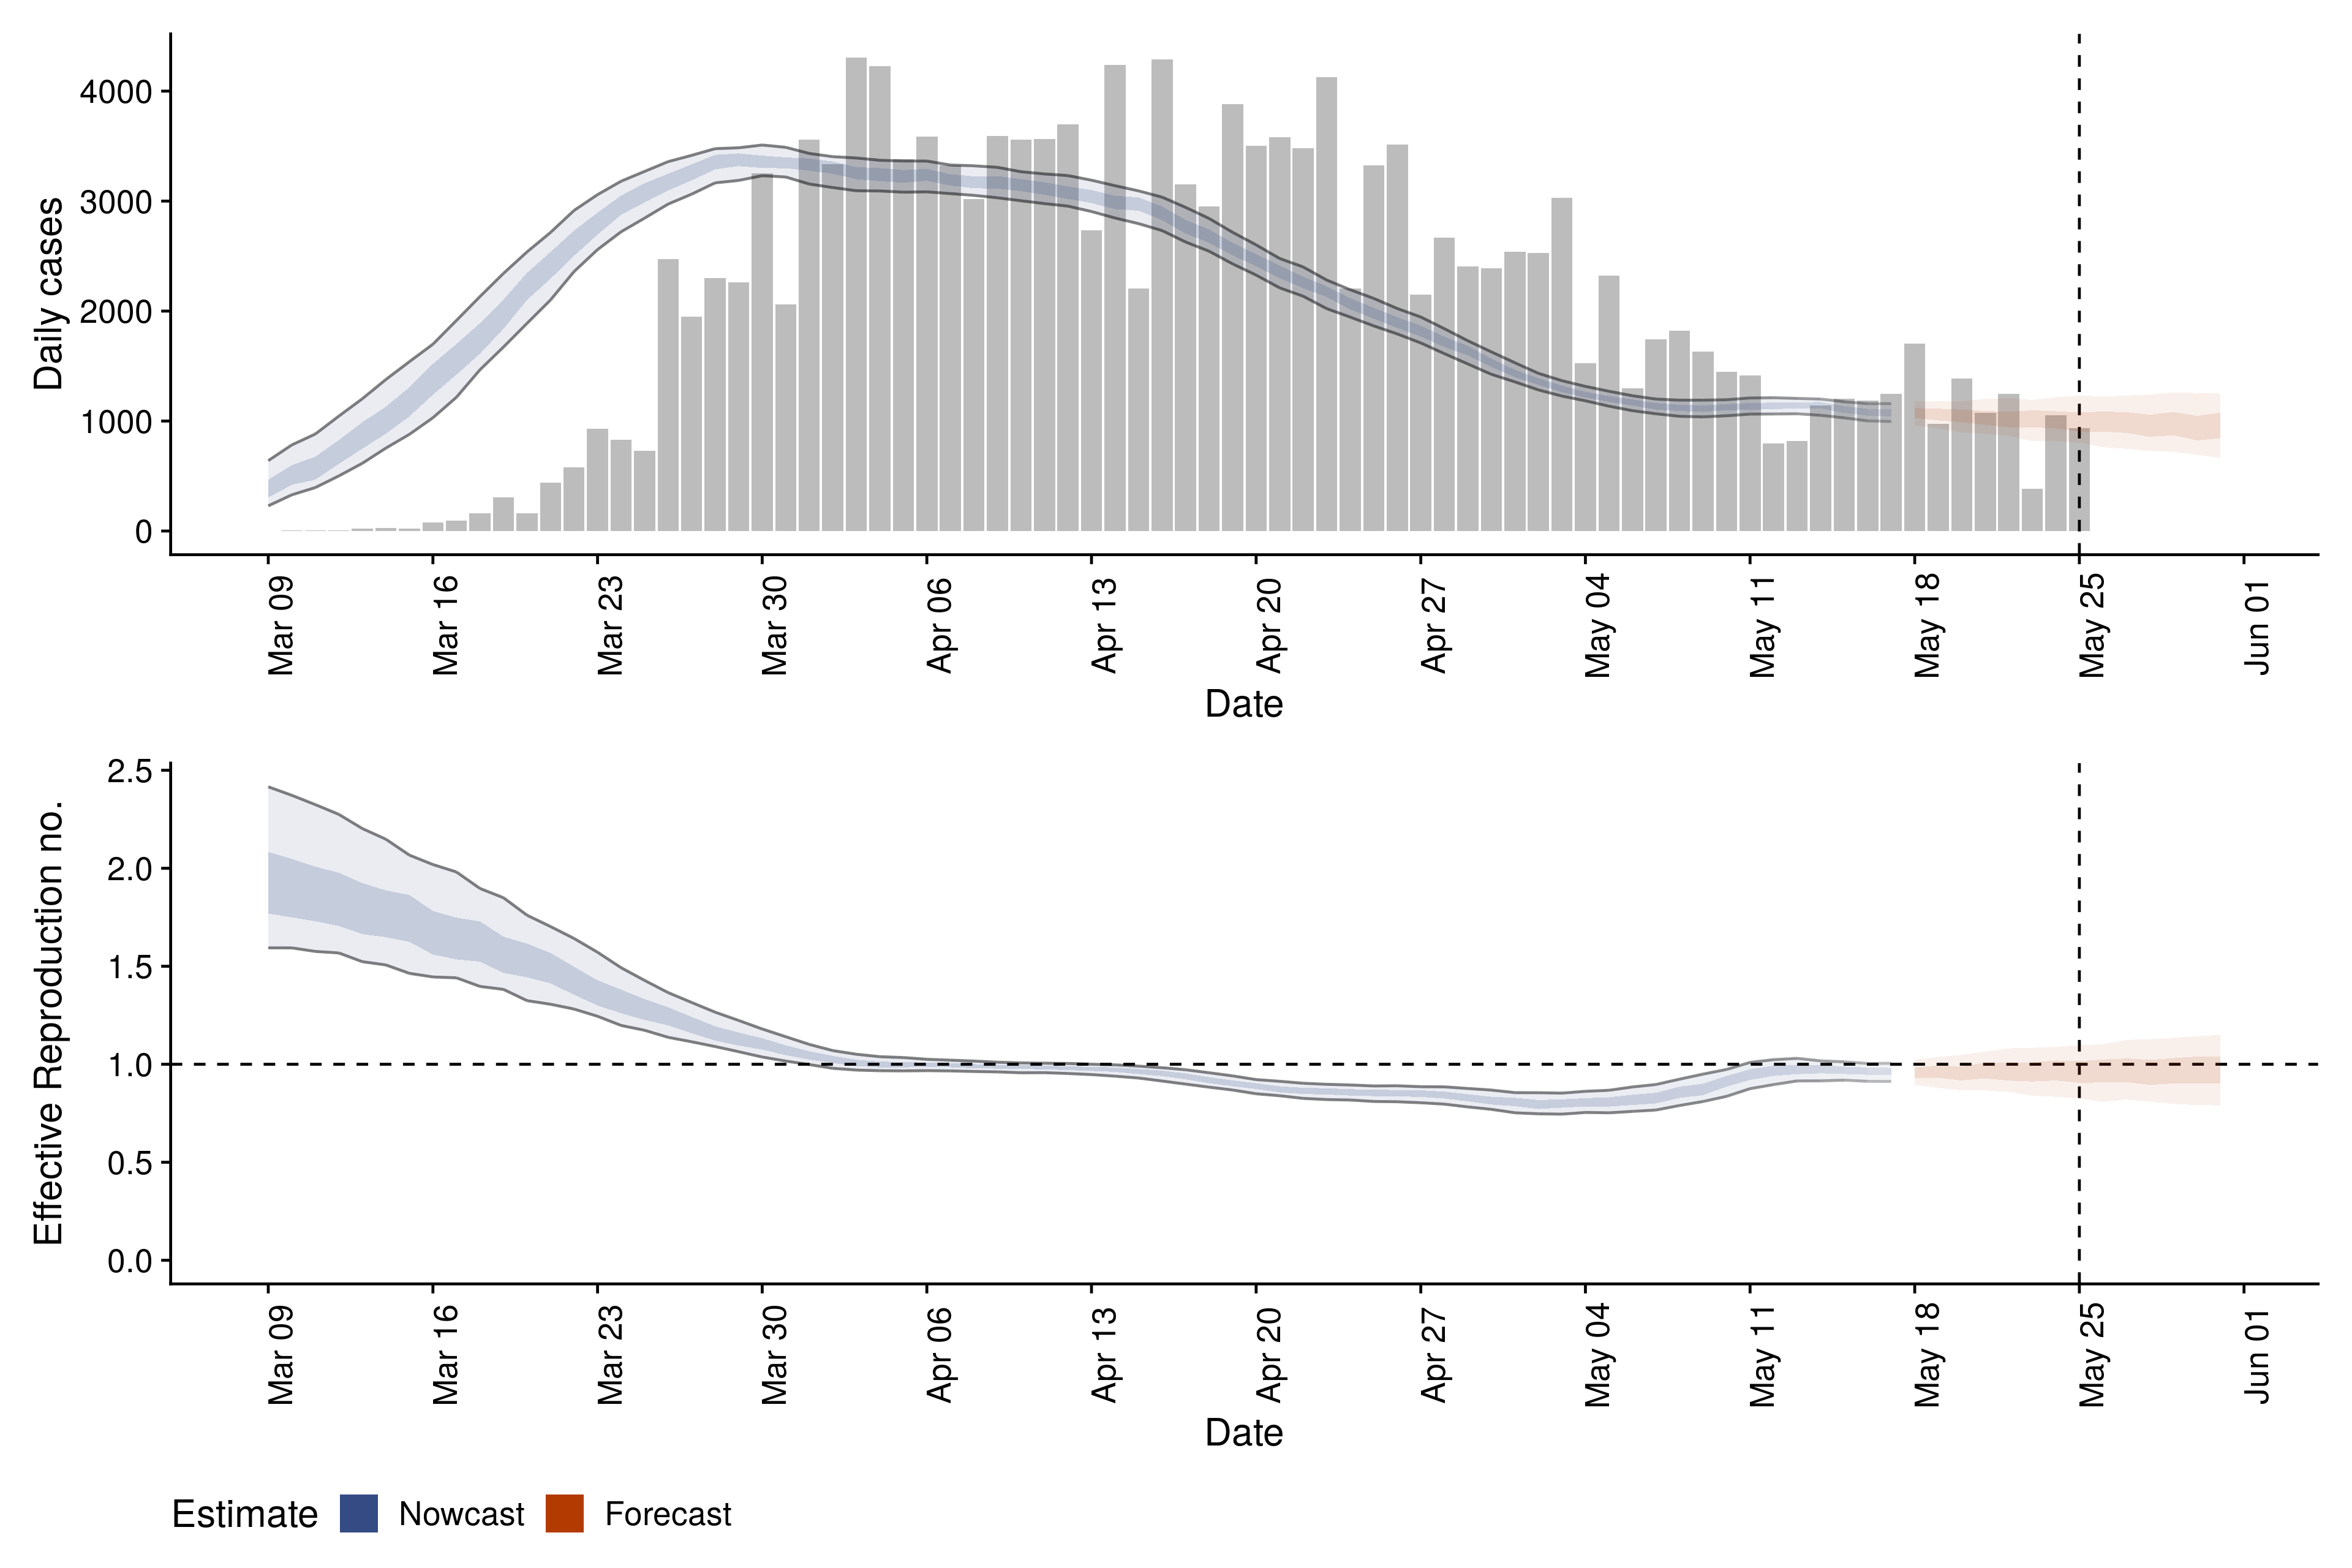 Daily cases
4000
3000
2000
1000
0
Mar 09
Mar 16
Mar 23
Mar 30
Apr 06
Apr 13
Apr 20
Apr 27
May 04
May 11
May 18
May 25
Jun 01
Date
Effective Reproduction no.
2.5
2.0
1.5
1.0
0.5
0.0
Mar 09
Mar 16
Mar 23
Mar 30
Apr 06
Apr 13
Apr 20
Apr 27
May 04
May 11
May 18
May 25
Jun 01
Date
Estimate Nowcast Forecast